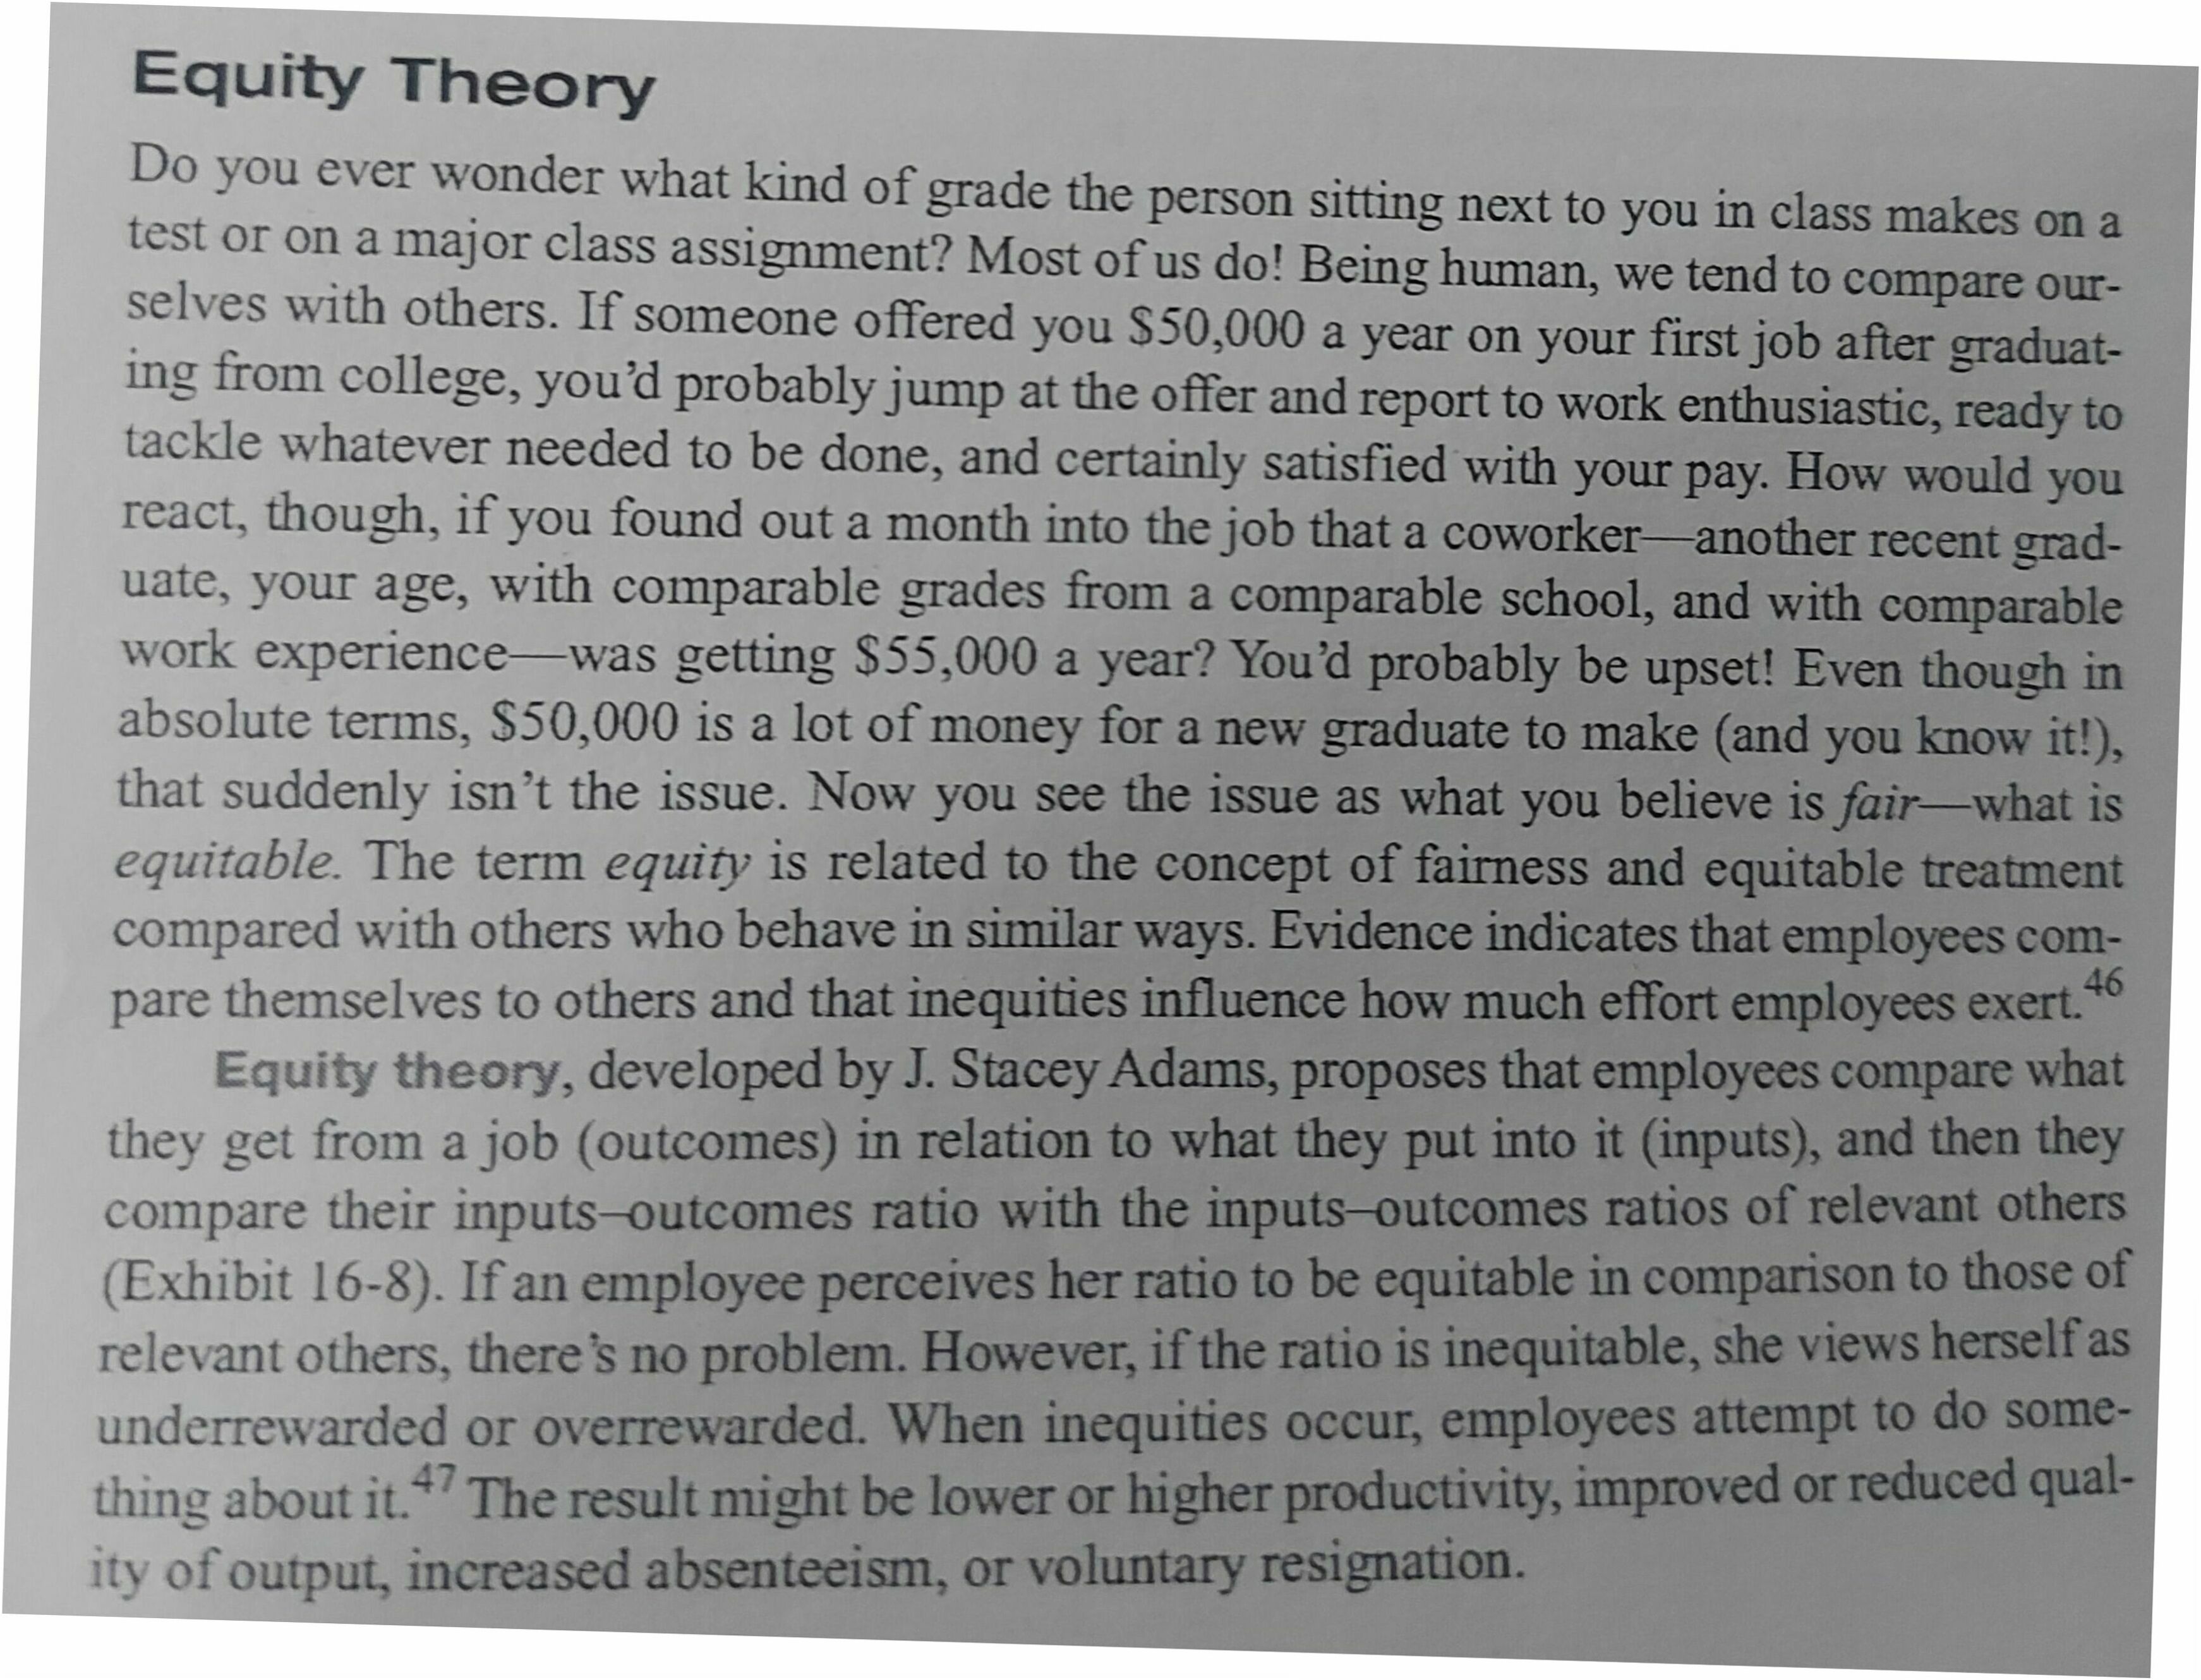 Equity Theory
Do you ever wonder what kind of grade the person sitting next to you in class makes on a
test or on a major class assignment? Most of us do! Being human, we tend to compare our-
selves with others. If someone offered you $50,000 a year on your first job after graduat-
ing from college, you’d probably jump at the offer and report to work enthusiastic, ready to
tackle whatever needed to be done, and certainly satisfied with your pay. How would you
react, though, if you found out a month into the job that a coworker—another recent grad-
uate, your age, with comparable grades from a comparable school, and with comparable
work experience—was getting $55,000 a year? You’d probably be upset! Even though in
absolute terms, $50,000 is a lot of money for a new graduate to make (and you know it!),
that suddenly isn’t the issue. Now you see the issue as what you believe is fair—what is
equitable. The term equity is related to the concept of fairness and equitable treatment
compared with others who behave in similar ways. Evidence indicates that employees com-
pare themselves to others and that inequities influence how much effort employees exert.46
Equity theory, developed by J. Stacey Adams, proposes that employees compare what
they get from a job (outcomes) in relation to what they put into it (inputs), and then they
compare their inputs–outcomes ratio with the inputs–outcomes ratios of relevant others
(Exhibit 16-8). If an employee perceives her ratio to be equitable in comparison to those of
relevant others, there’s no problem. However, if the ratio is inequitable, she views herself as
underrewarded or overrewarded. When inequities occur, employees attempt to do some-
thing about it.47 The result might be lower or higher productivity, improved or reduced qual-
ity of output, increased absenteeism, or voluntary resignation.